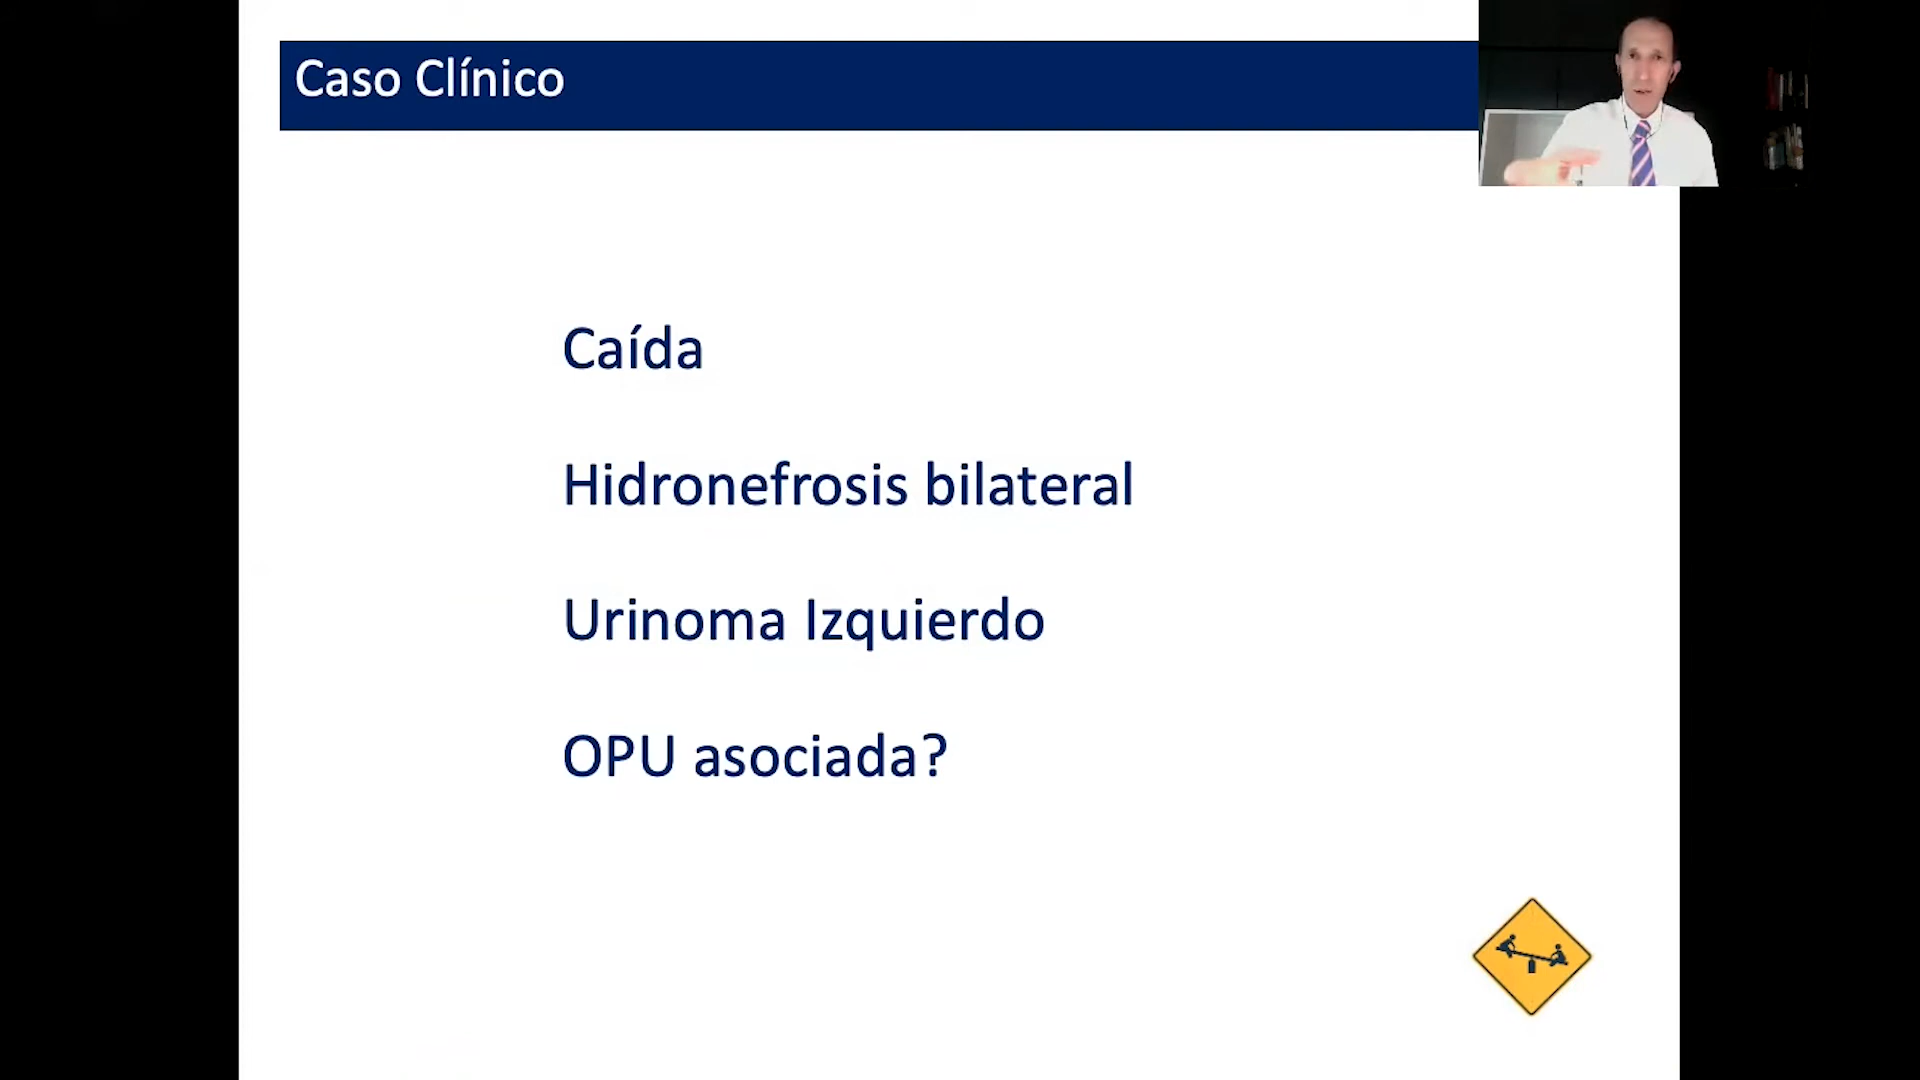 Caso Clínico
Caída
Hidronefrosis bilateral
Urinoma Izquierdo
OPU asociada?